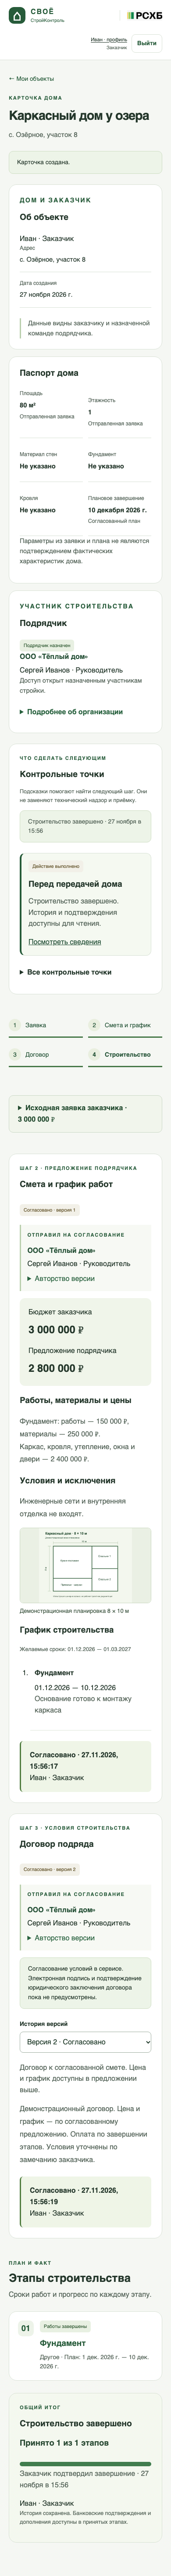 СВОЁ
СтройКонтроль
РСХБ
Иван · профиль
Заказчик
Выйти
← Мои объекты
КАРТОЧКА ДОМА
Каркасный дом у озера
с. Озёрное, участок 8
Карточка создана.
ДОМ И ЗАКАЗЧИК
Об объекте
Иван · Заказчик
Адрес
с. Озёрное, участок 8
Дата создания
27 ноября 2026 г.
Данные видны заказчику и назначенной
команде подрядчика.
Паспорт дома
Площадь
80 м²
Отправленная заявка
Этажность
1
Отправленная заявка
Материал стен
Не указано
Фундамент
Не указано
Кровля
Не указано
Плановое завершение
10 декабря 2026 г.
Согласованный план
Параметры из заявки и плана не являются
подтверждением фактических
характеристик дома.
УЧАСТНИК СТРОИТЕЛЬСТВА
Подрядчик
Подрядчик назначен
ООО «Тёплый дом»
Сергей Иванов · Руководитель
Доступ открыт назначенным участникам
стройки.
▶ Подробнее об организации
ЧТО СДЕЛАТЬ СЛЕДУЮЩИМ
Контрольные точки
Подсказки помогают найти следующий шаг. Они
не заменяют технический надзор и приёмку.
Строительство завершено · 27 ноября в
15:56
Действие выполнено
Перед передачей дома
Строительство завершено.
История и подтверждения
доступны для чтения.
Посмотреть сведения
▶ Все контрольные точки
1 Заявка
2 Смета и график
3 Договор
4 Строительство
▶ Исходная заявка заказчика ·
3 000 000 ₽
ШАГ 2 · ПРЕДЛОЖЕНИЕ ПОДРЯДЧИКА
Смета и график работ
Согласовано · версия 1
ОТПРАВИЛ НА СОГЛАСОВАНИЕ
ООО «Тёплый дом»
Сергей Иванов · Руководитель
▶ Авторство версии
Бюджет заказчика
3 000 000 ₽
Предложение подрядчика
2 800 000 ₽
Работы, материалы и цены
Фундамент: работы — 150 000 ₽,
материалы — 250 000 ₽.
Каркас, кровля, утепление, окна и
двери — 2 400 000 ₽.
Условия и исключения
Инженерные сети и внутренняя
отделка не входят.
Каркасный дом · 8 × 10 м
Демонстрационная планировка 8 х 10 м
График строительства
Желаемые сроки: 01.12.2026 — 01.03.2027
1. Фундамент
01.12.2026 — 10.12.2026
Основание готово к монтажу
каркаса
Согласовано · 27.11.2026,
15:56:17
Иван · Заказчик
ШАГ 3 · УСЛОВИЯ СТРОИТЕЛЬСТВА
Договор подряда
Согласовано · версия 2
ОТПРАВИЛ НА СОГЛАСОВАНИЕ
ООО «Тёплый дом»
Сергей Иванов · Руководитель
▶ Авторство версии
Согласование условий в сервисе.
Электронная подпись и подтверждение
юридического заключения договора
пока не предусмотрены.
История версий
Версия 2 · Согласовано
Договор к согласованной смете. Цена
и график доступны в предложении
выше.
Демонстрационный договор. Цена и
график — по согласованному
предложению. Оплата по завершении
этапов. Условия уточнены по
замечанию заказчика.
Согласовано · 27.11.2026,
15:56:19
Иван · Заказчик
ПЛАН И ФАКТ
Этапы строительства
Сроки работ и прогресс по каждому этапу.
01
Работы завершены
Фундамент
Другое · План: 1 дек. 2026 г. — 10 дек.
2026 г.
ОБЩИЙ ИТОГ
Строительство завершено
Принято 1 из 1 этапов
Заказчик подтвердил завершение · 27
ноября в 15:56
Иван · Заказчик
История сохранена. Банковские подтверждения и
дополнения доступны в принятых этапах.